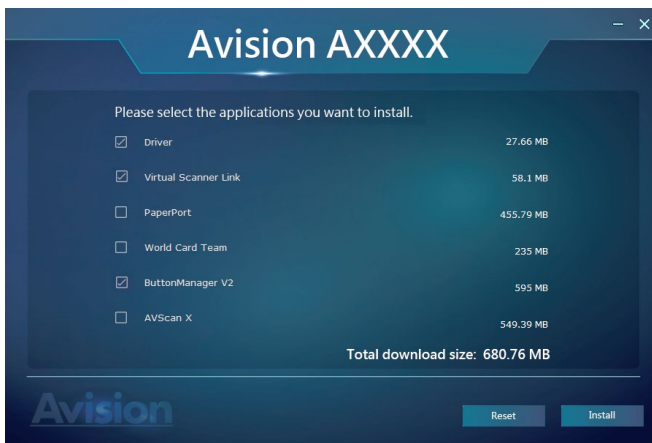 Avision AXXXX
Please select the applications you want to install.
Driver 27.66 MB
Virtual Scanner Link 58.1 MB
PaperPort 455.79 MB
World Card Team 235 MB
ButtonManager V2 595 MB
AVScan X 549.39 MB
Total download size: 680.76 MB
Avision
Reset Install